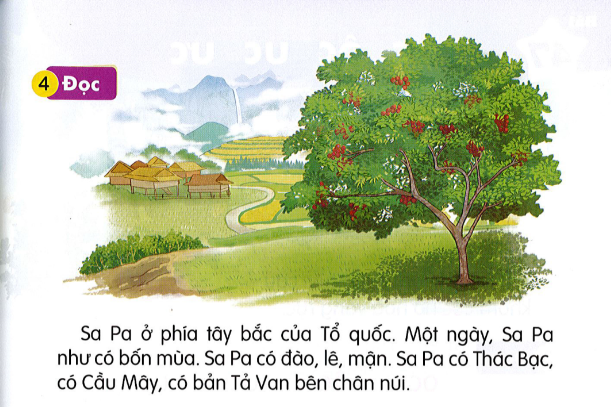 4 Đọc
Sa Pa ở phía tây bắc của Tổ quốc. Một ngày, Sa Pa
như có bốn mùa. Sa Pa có đào, lê, mận. Sa Pa có Thác Bạc,
có Cầu Mây, có bản Tả Van bên chân núi.